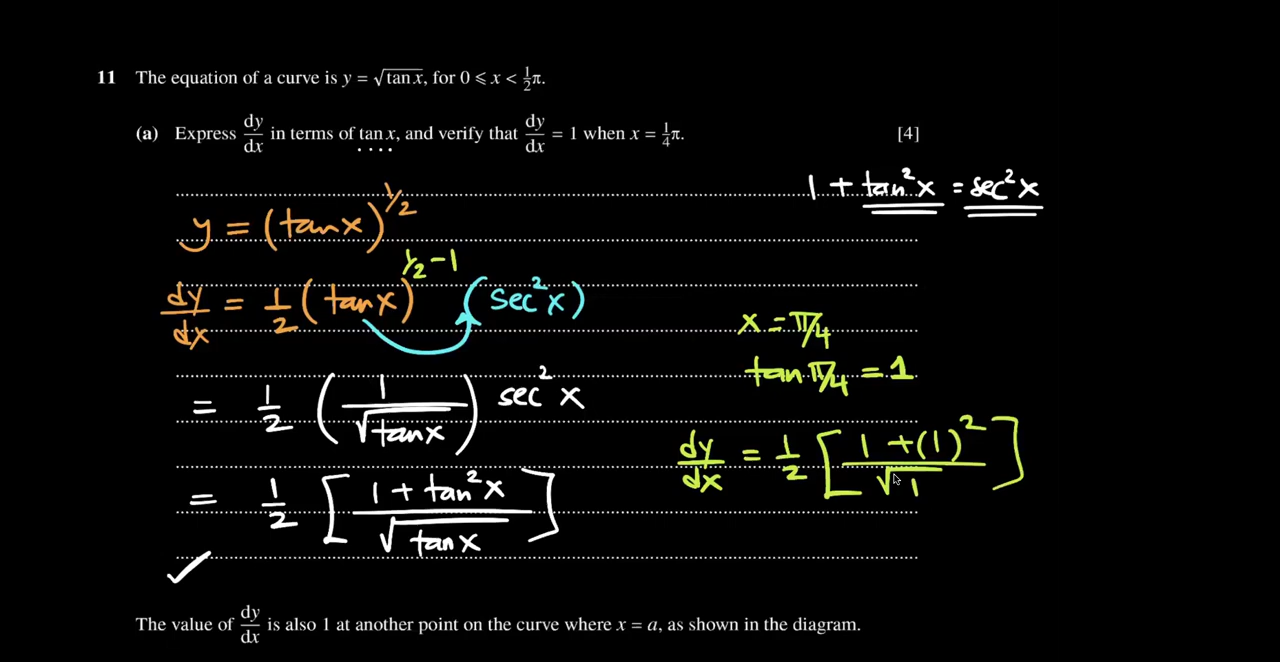 11 The equation of a curve is y = √tan x, for 0 ⩽ x < 1/2 π.
(a) Express dy/dx in terms of tan x, and verify that dy/dx = 1 when x = 1/4 π. [4]
1 + tan²x = sec²x
y = (tan x)^1/2
dy/dx = 1/2 (tan x)^1/2 - 1 (sec²x)
x = π/4
tan π/4 = 1
= 1/2 (1/√tan x) sec²x
dy/dx = 1/2 [1 + (1)²/√1]
= 1/2 [1 + tan²x/√tan x]
The value of dy/dx is also 1 at another point on the curve where x = a, as shown in the diagram.